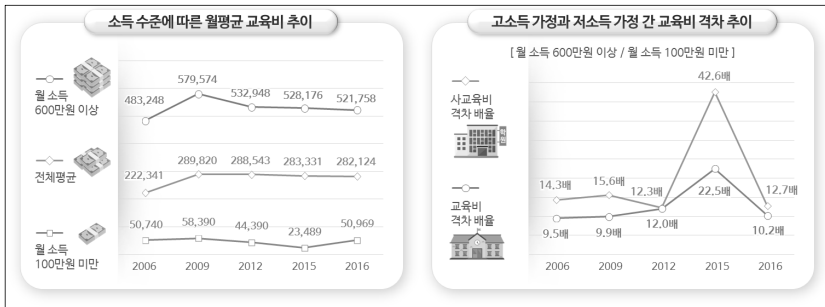 소득 수준에 따른 월평균 교육비 추이
월 소득
600만원 이상
483,248
579,574
532,948
528,176
521,758
전체평균
222,341
289,820
288,543
283,331
282,124
월 소득
100만원 미만
50,740
58,390
44,390
23,489
50,969
2006
2009
2012
2015
2016
고소득 가정과 저소득 가정 간 교육비 격차 추이
[ 월 소득 600만원 이상 / 월 소득 100만원 미만 ]
사교육비
격차 배율
14.3배
15.6배
12.3배
42.6배
12.7배
교육비
격차 배율
9.5배
9.9배
12.0배
22.5배
10.2배
2006
2009
2012
2015
2016